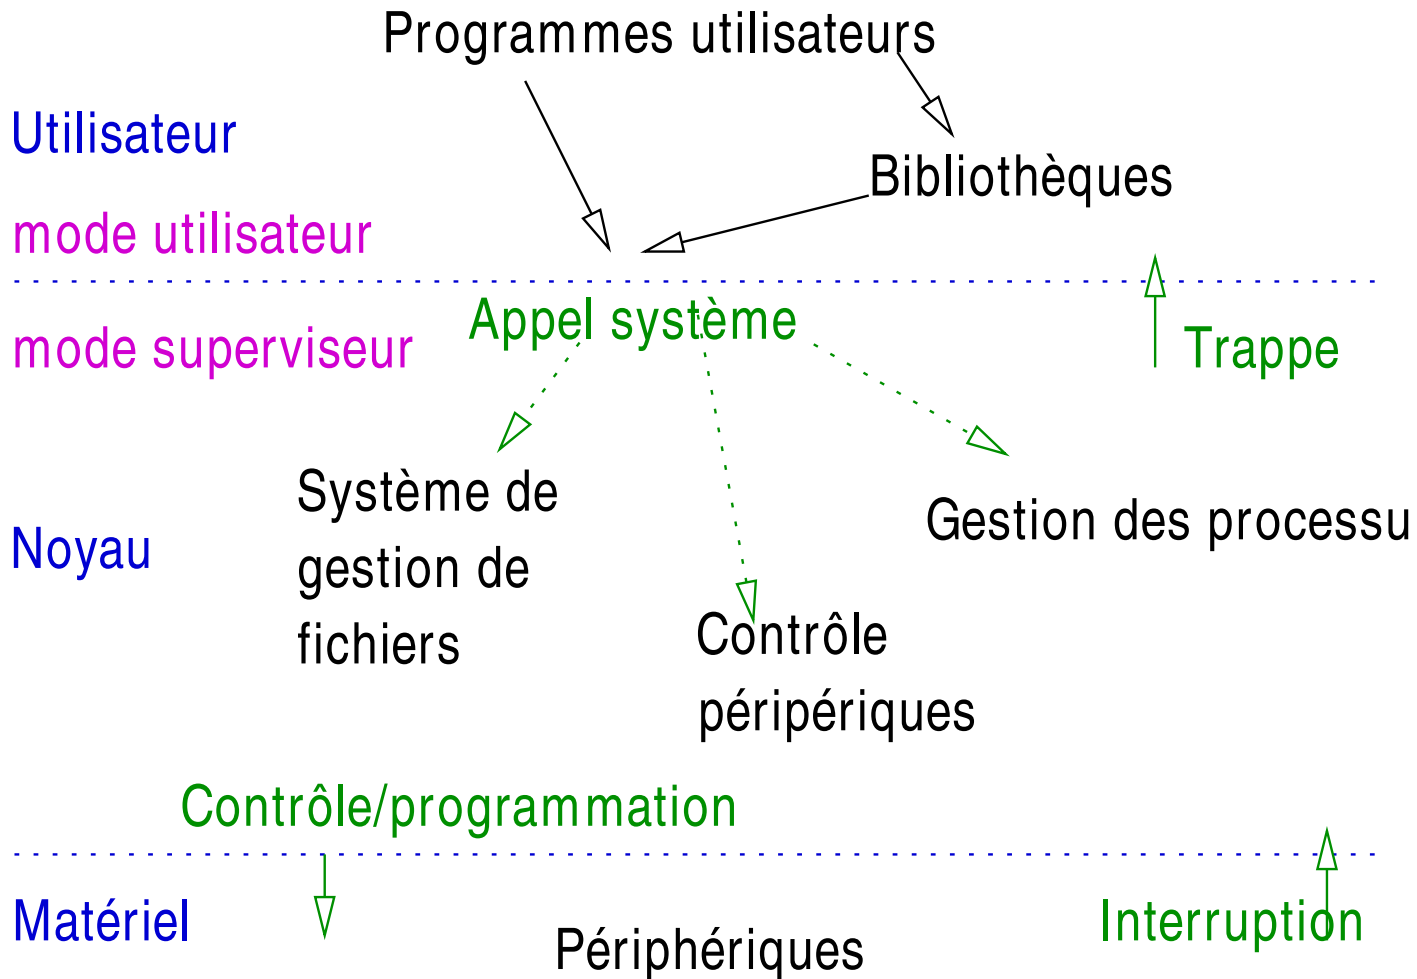 Programmes utilisateurs
Utilisateur
Bibliothèques
mode utilisateur
Appel système
mode superviseur
Trappe
Système de
gestion de
fichiers
Noyau
Gestion des processu
Contrôle
péripériques
Contrôle/programmation
Matériel
Périphériques
Interruption